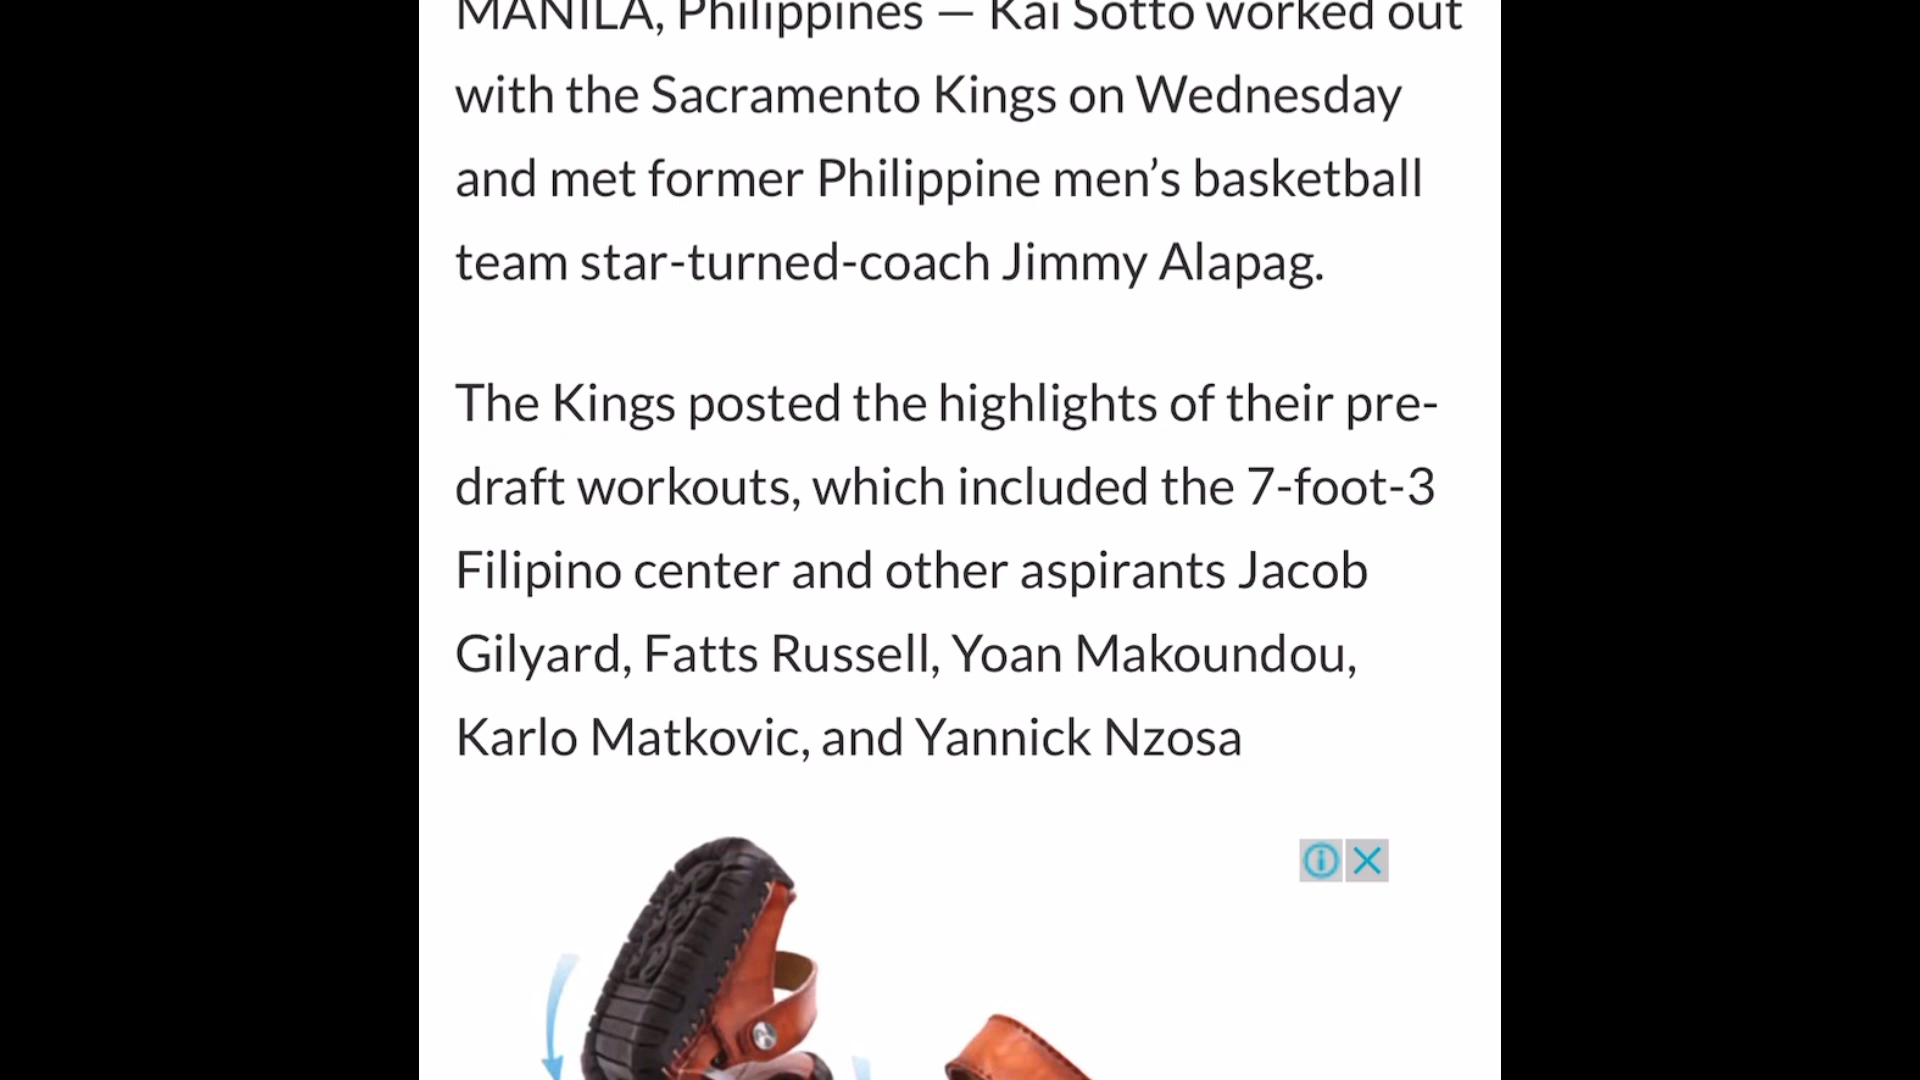 MANILA, Philippines — Kai Sotto worked out
with the Sacramento Kings on Wednesday
and met former Philippine men’s basketball
team star-turned-coach Jimmy Alapag.
The Kings posted the highlights of their pre-
draft workouts, which included the 7-foot-3
Filipino center and other aspirants Jacob
Gilyard, Fatts Russell, Yoan Makoundou,
Karlo Matkovic, and Yannick Nzosa